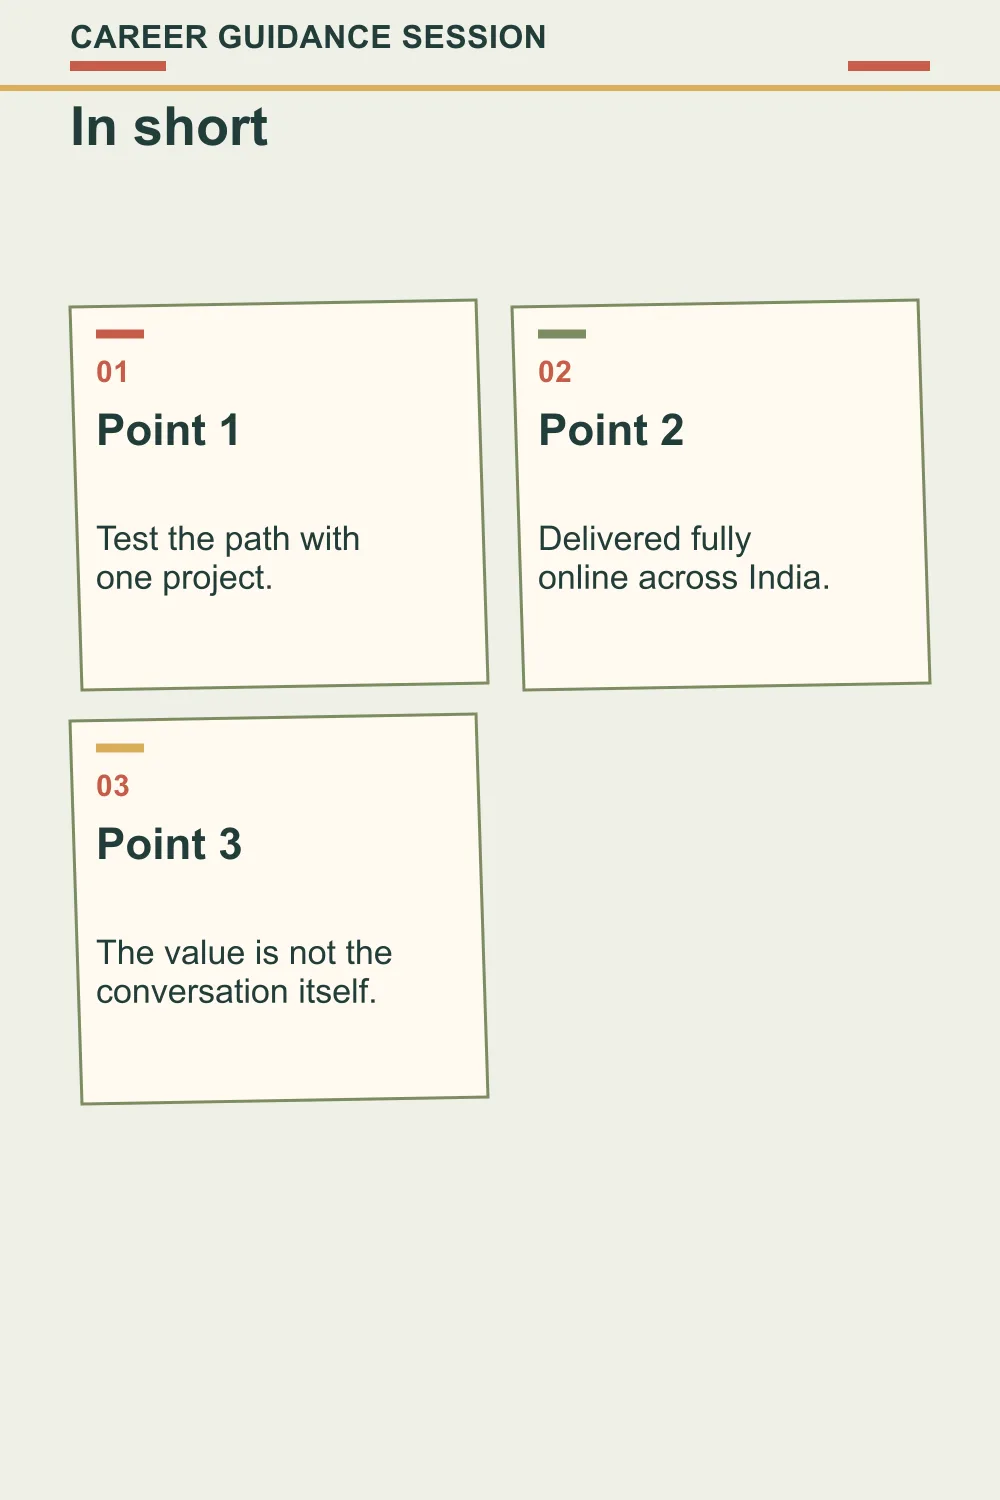 CAREER GUIDANCE SESSION
In short
01
Point 1
Test the path with
one project.
02
Point 2
Delivered fully
online across India.
03
Point 3
The value is not the
conversation itself.